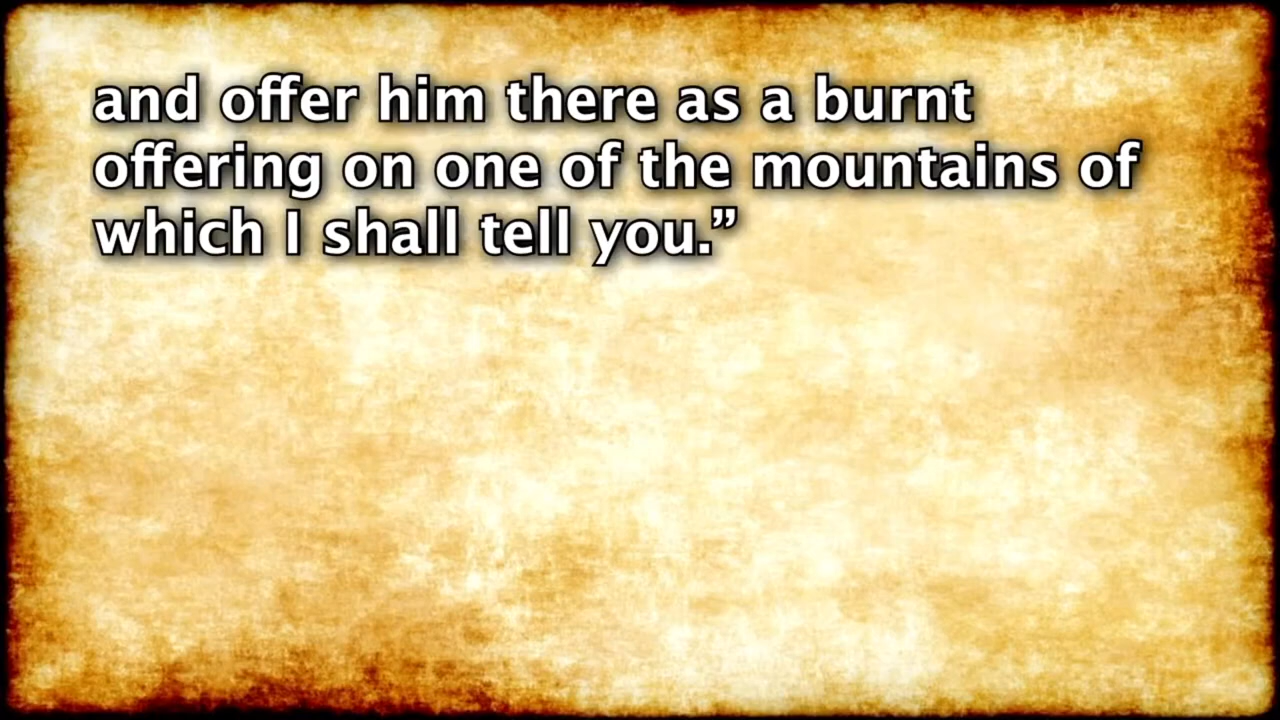 and offer him there as a burnt
offering on one of the mountains of
which I shall tell you.”